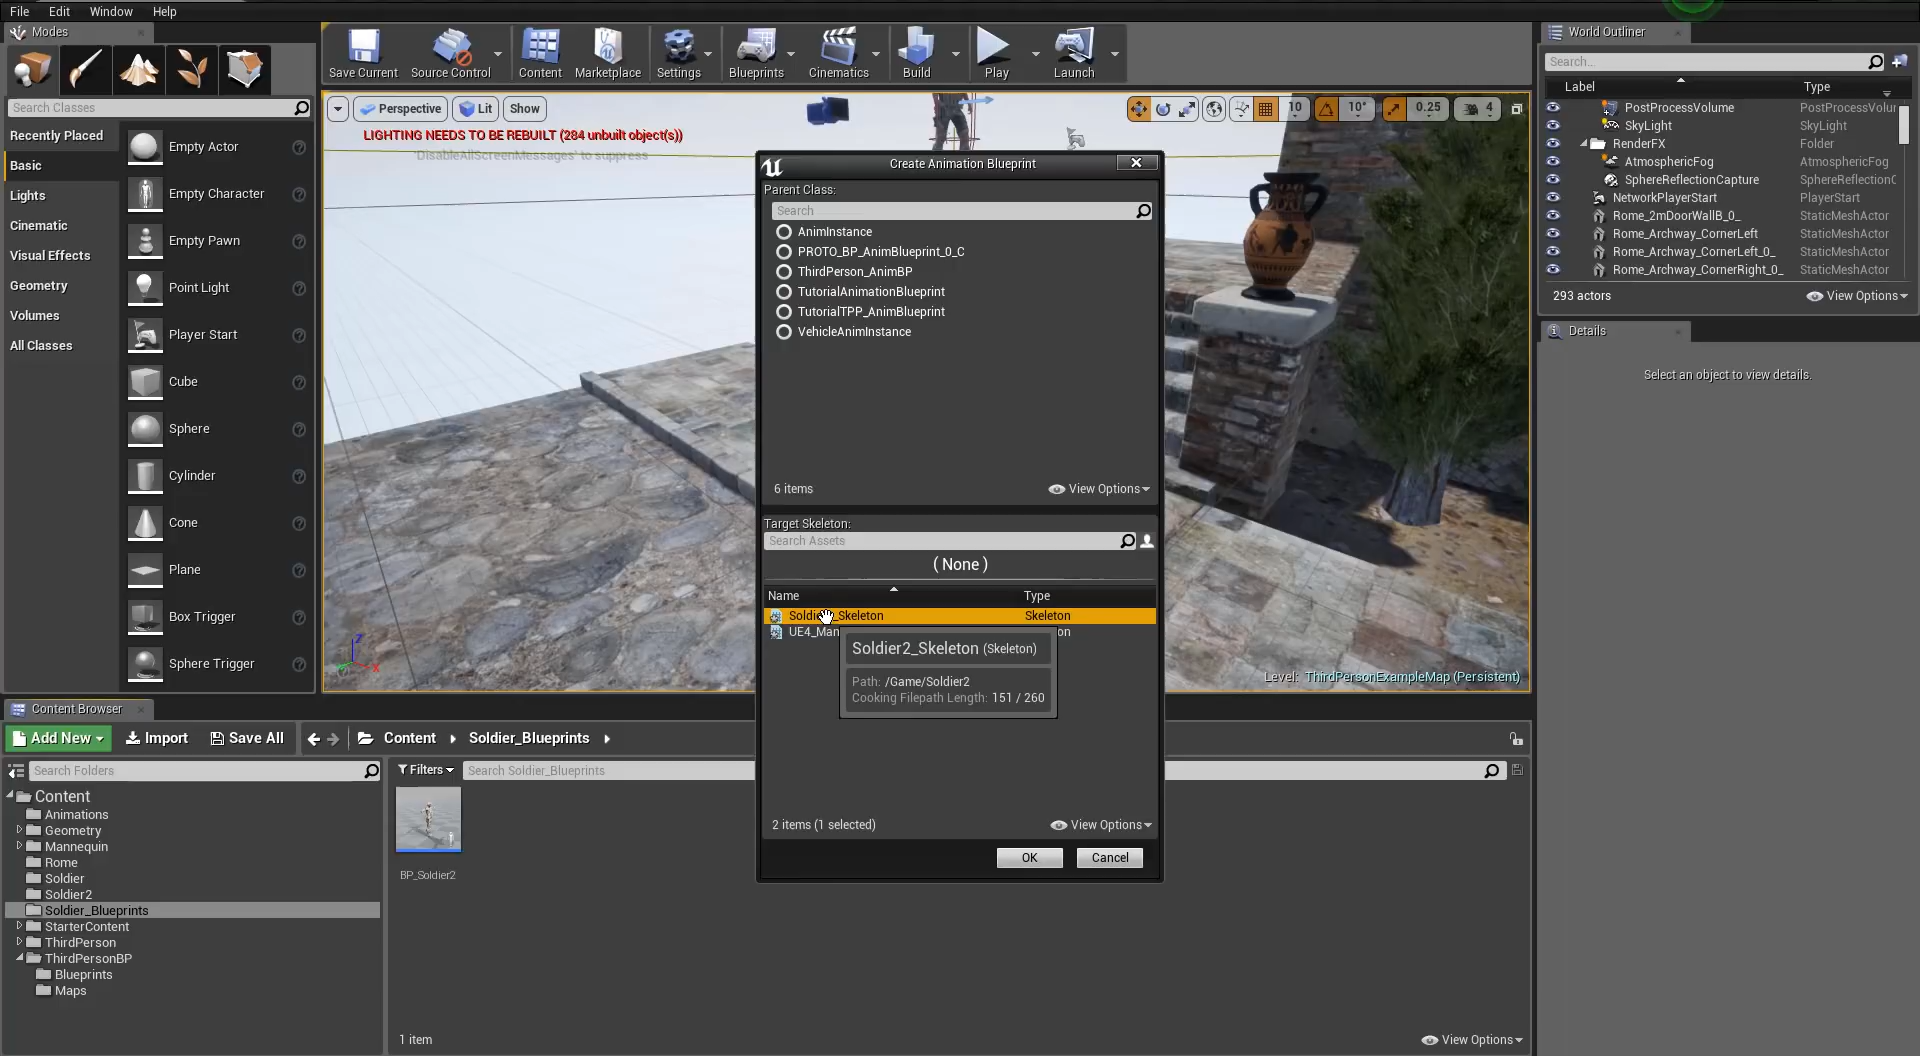 File Edit Window Help
Modes
Search Classes
Recently Placed
Basic
Lights
Cinematic
Visual Effects
Geometry
Volumes
All Classes
Empty Actor
Empty Character
Empty Pawn
Point Light
Player Start
Cube
Sphere
Cylinder
Cone
Plane
Box Trigger
Sphere Trigger
Save Current
Source Control
Content
Marketplace
Settings
Blueprints
Cinematics
Build
Play
Launch
Perspective
Lit
Show
10
10°
0.25
4
LIGHTING NEEDS TO BE REBUILT (284 unbuilt object(s))
'DisableAllScreenMessages' to suppress
Level: ThirdPersonExampleMap (Persistent)
Create Animation Blueprint
Parent Class:
Search
AnimInstance
PROTO_BP_AnimBlueprint_0_C
ThirdPerson_AnimBP
TutorialAnimationBlueprint
TutorialTPP_AnimBlueprint
VehicleAnimInstance
6 items
View Options
Target Skeleton:
Search Assets
( None )
Name Type
Skeleton Skeleton
UE4_Man
Soldier2_Skeleton (Skeleton)
Path: /Game/Soldier2
Cooking Filepath Length: 151 / 260
2 items (1 selected)
View Options
OK
Cancel
World Outliner
Search...
Label Type
PostProcessVolume PostProcessVolur
SkyLight SkyLight
RenderFX Folder
AtmosphericFog AtmosphericFog
SphereReflectionCapture SphereReflectionC
NetworkPlayerStart PlayerStart
Rome_2mDoorWallB_0_ StaticMeshActor
Rome_Archway_CornerLeft StaticMeshActor
Rome_Archway_CornerLeft_0_ StaticMeshActor
Rome_Archway_CornerRight_0_ StaticMeshActor
293 actors
View Options
Details
Select an object to view details.
Content Browser
Add New
Import
Save All
Content
Soldier_Blueprints
Search Folders
Filters
Search Soldier_Blueprints
Content
Animations
Geometry
Mannequin
Rome
Soldier
Soldier2
Soldier_Blueprints
StarterContent
ThirdPerson
ThirdPersonBP
Blueprints
Maps
BP_Soldier2
1 item
View Options